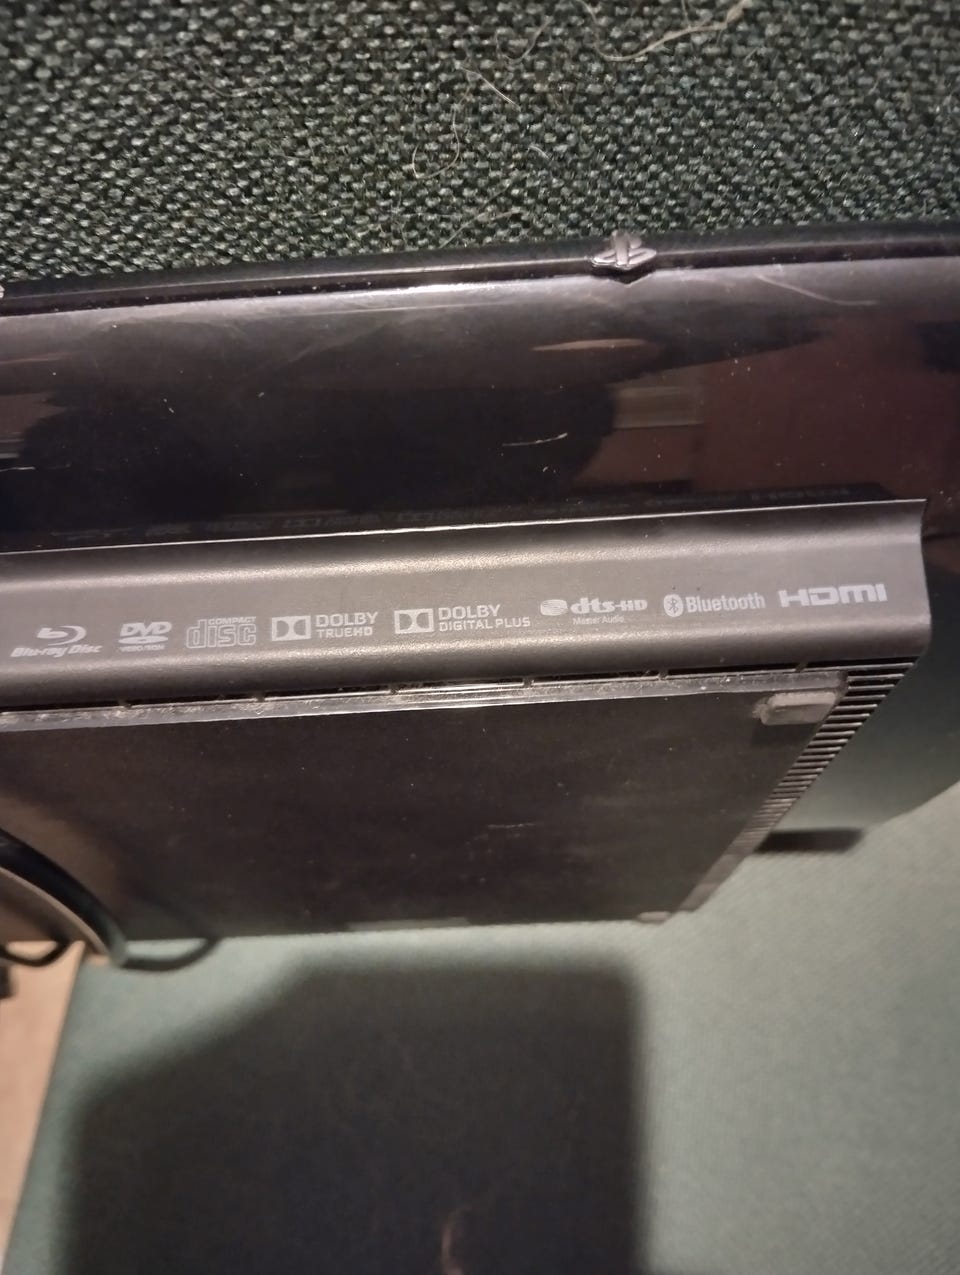 Blu-ray Disc
DVD
VIDEO/ROM
COMPACT
disc
DOLBY
TRUEHD
DOLBY
DIGITAL PLUS
dts-HD
Master Audio
Bluetooth
HDMI